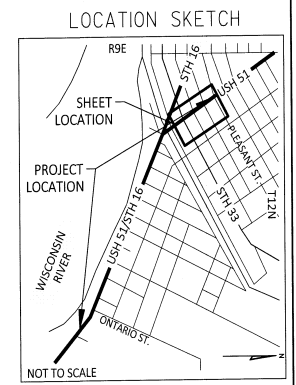 LOCATION SKETCH
R9E
STH 16
USH 51
SHEET
LOCATION
PLEASANT ST.
PROJECT
LOCATION
T12N
STH 33
USH 51/STH 16
WISCONSIN
RIVER
ONTARIO ST.
NOT TO SCALE
N